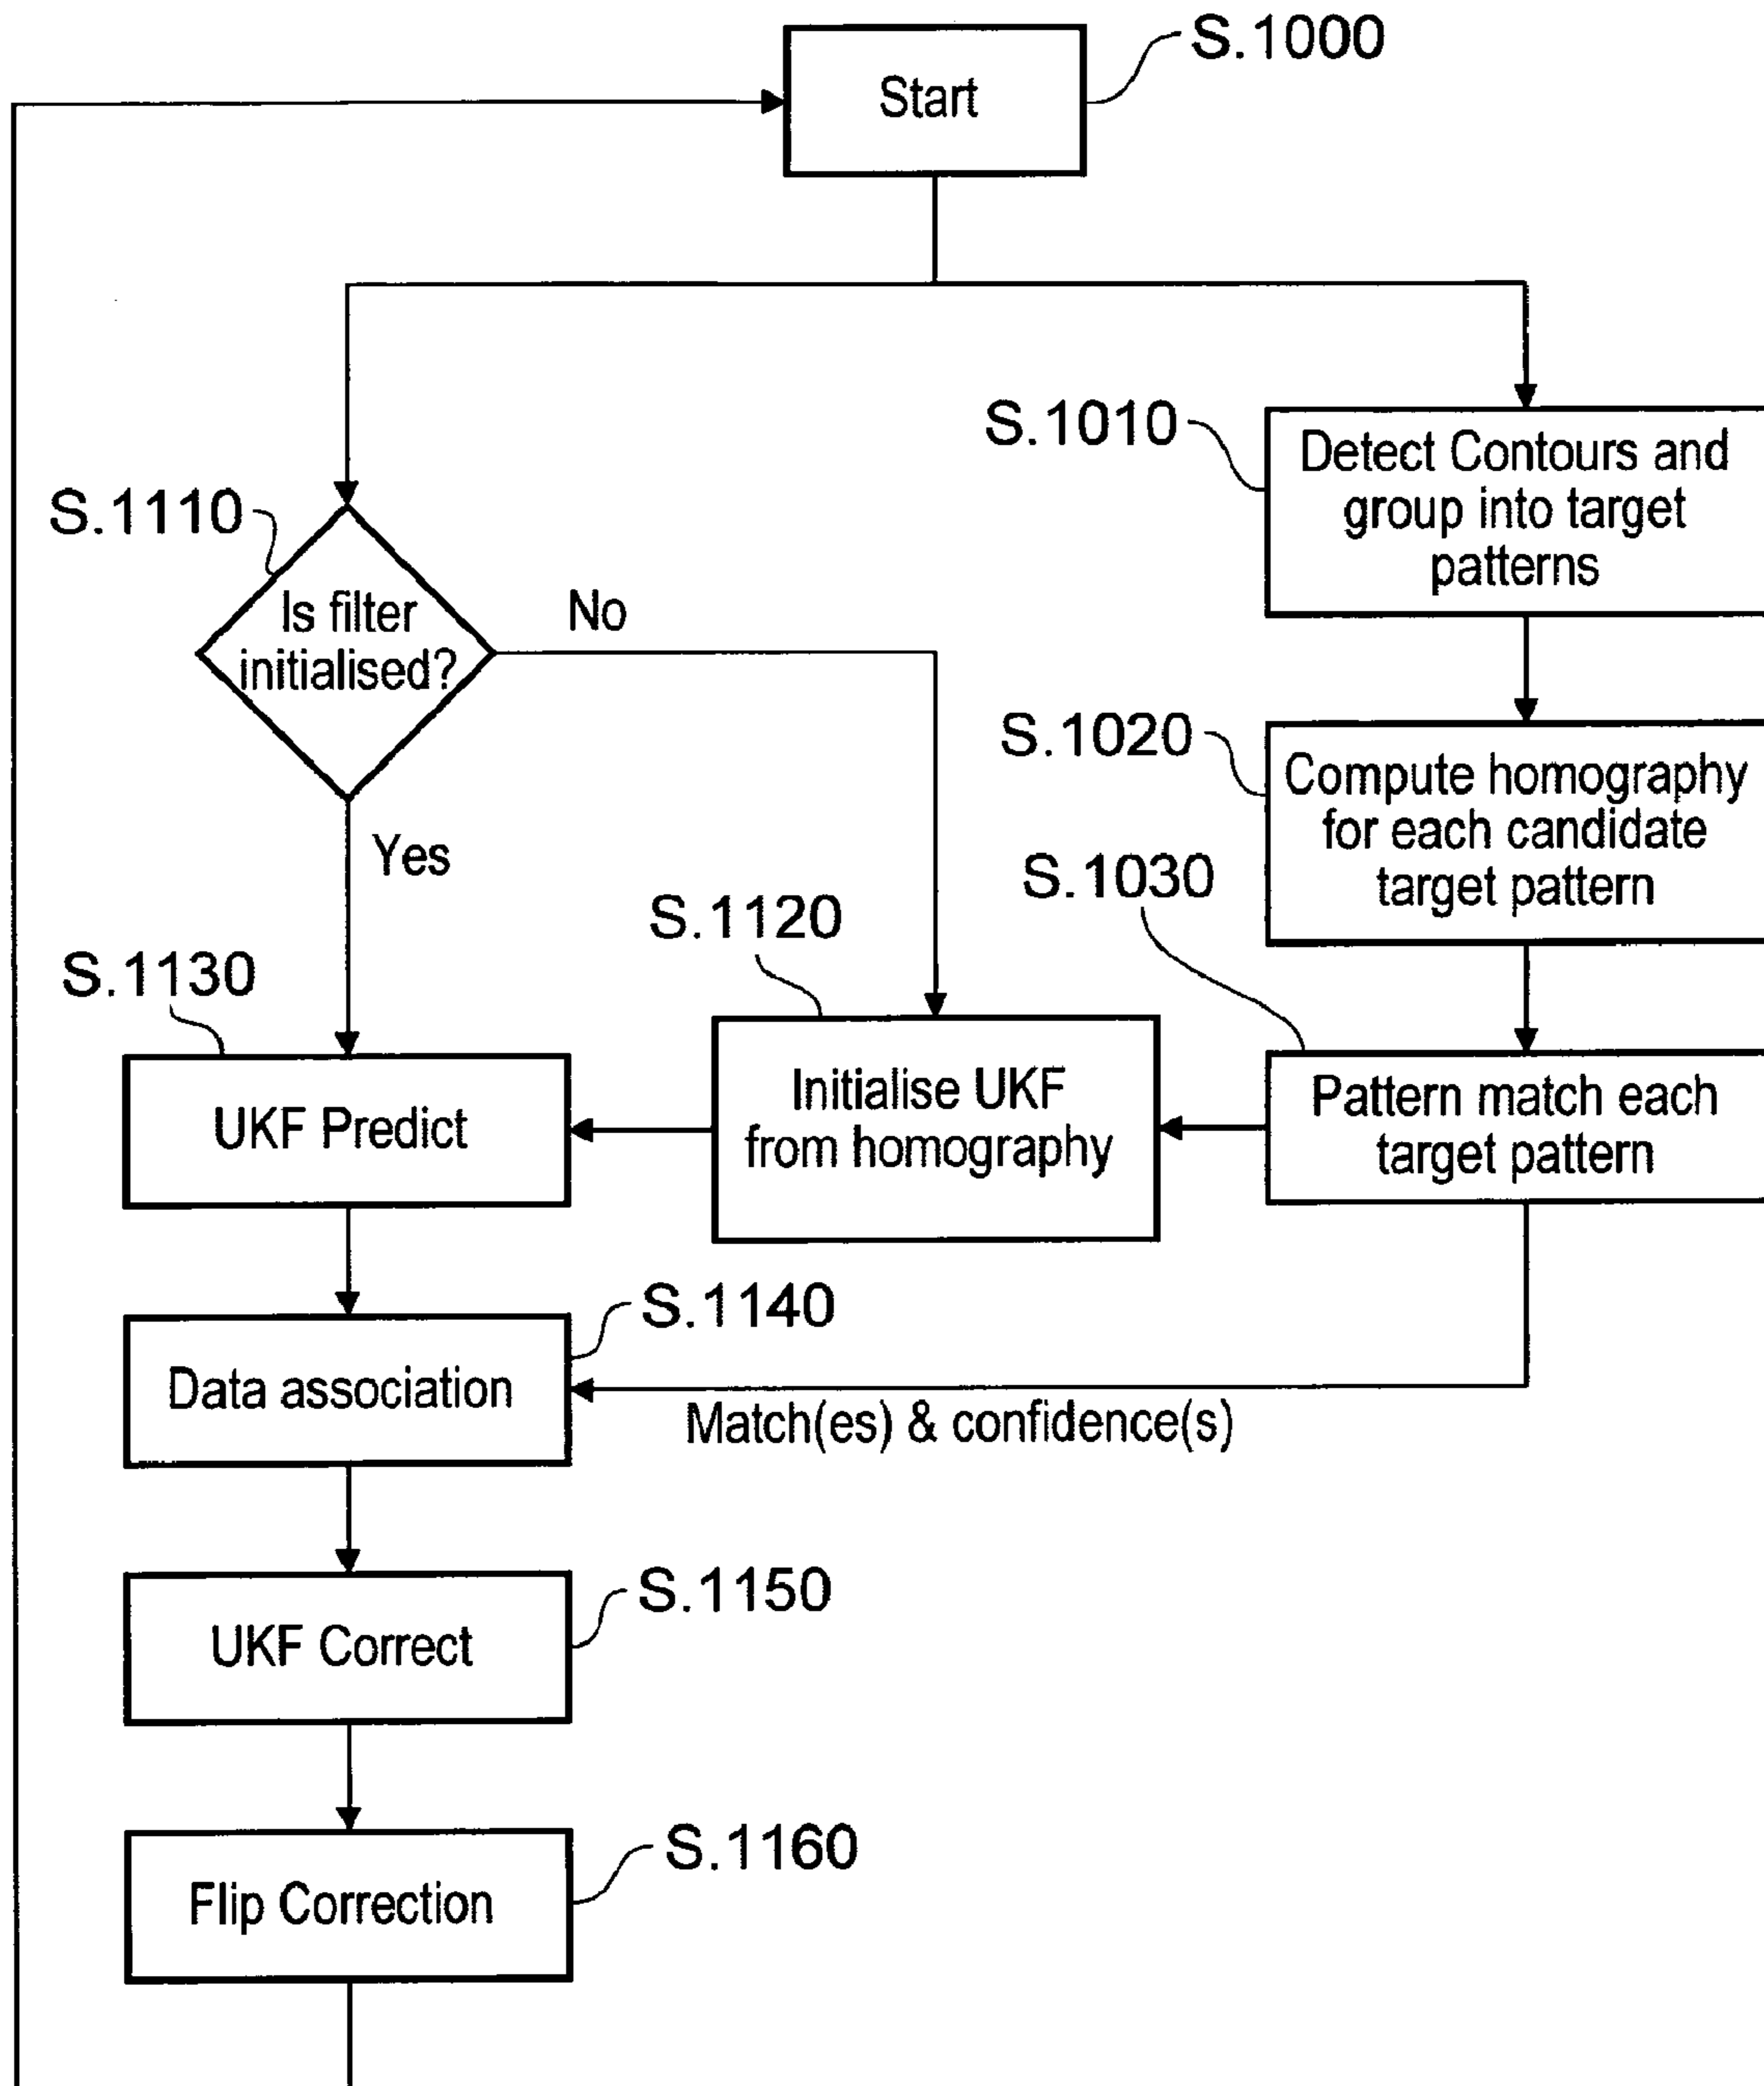 S.1000
Start
S.1010
Detect Contours and
group into target
patterns
S.1110
Is filter
initialised?
No
Yes
S.1020
Compute homography
for each candidate
target pattern
S.1030
Pattern match each
target pattern
S.1120
Initialise UKF
from homography
S.1130
UKF Predict
S.1140
Data association
Match(es) & confidence(s)
S.1150
UKF Correct
S.1160
Flip Correction